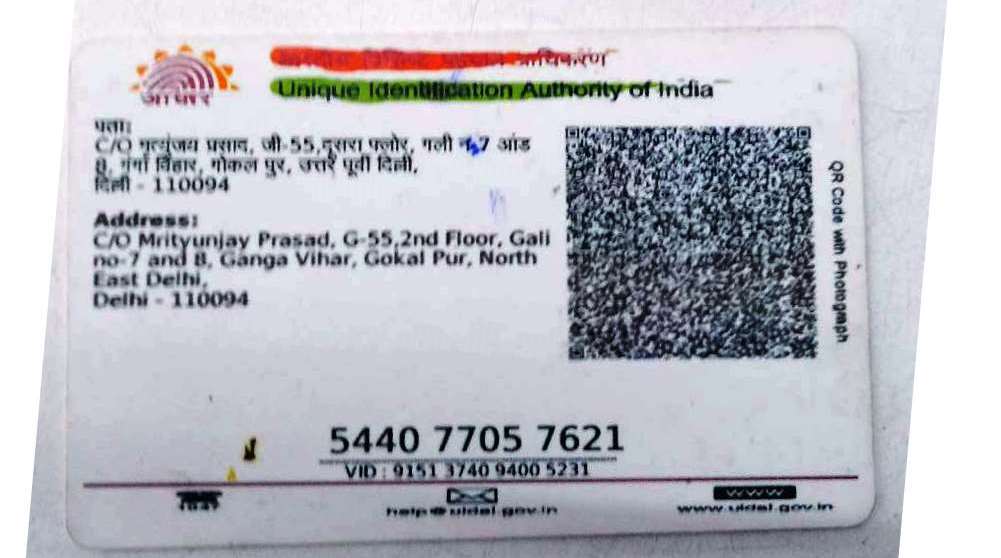 भारतीय विशिष्ट पहचान प्राधिकरण
Unique Identification Authority of India
आधार
पता:
C/O मृत्युंजय प्रसाद, जी-55,दूसरा फ्लोर, गली न-7 आंड
8, गंगा विहार, गोकल पुर, उत्तर पूर्वी दिल्ली,
दिल्ली - 110094
Address:
C/O Mrityunjay Prasad, G-55,2nd Floor, Gali
no-7 and 8, Ganga Vihar, Gokal Pur, North
East Delhi,
Delhi - 110094
QR Code with Photograph
5440 7705 7621
VID : 9151 3740 9400 5231
1947
help@uidai.gov.in
www
www.uidai.gov.in